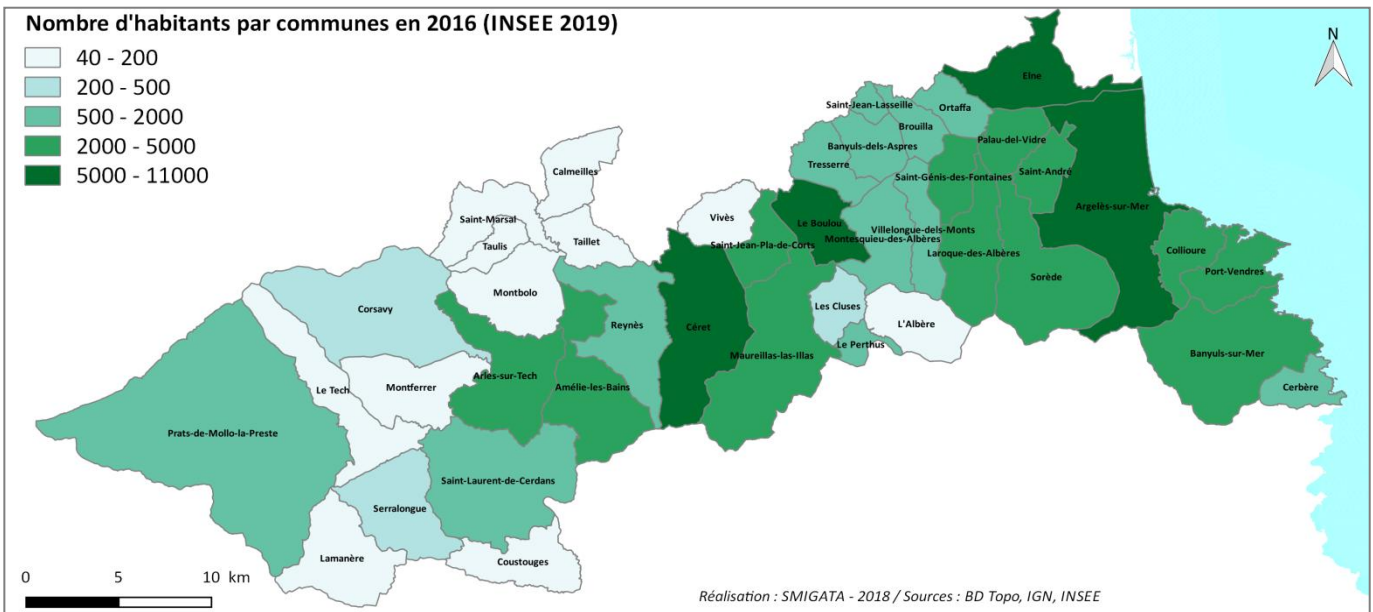 Nombre d'habitants par communes en 2016 (INSEE 2019)
40 - 200
200 - 500
500 - 2000
2000 - 5000
5000 - 11000
N
Elne
Saint-Jean-Lasseille
Ortaffa
Brouilla
Banyuls-dels-Aspres
Palau-del-Vidre
Tresserre
Saint-Génis-des-Fontaines
Saint-André
Calmeilles
Argelès-sur-Mer
Saint-Marsal
Vivès
Le Boulou
Taulis
Taillet
Saint-Jean-Pla-de-Corts
Montesquieu-des-Albères
Villelongue-dels-Monts
Collioure
Laroque-des-Albères
Port-Vendres
Sorède
Montbolo
Corsavy
Les Cluses
L'Albère
Reynès
Céret
Le Perthus
Maureillas-las-Illas
Banyuls-sur-Mer
Arles-sur-Tech
Amélie-les-Bains
Cerbère
Le Tech
Montferrer
Prats-de-Mollo-la-Preste
Saint-Laurent-de-Cerdans
Serralongue
Lamanère
Coustouges
0 5 10 km
Réalisation : SMIGATA - 2018 / Sources : BD Topo, IGN, INSEE